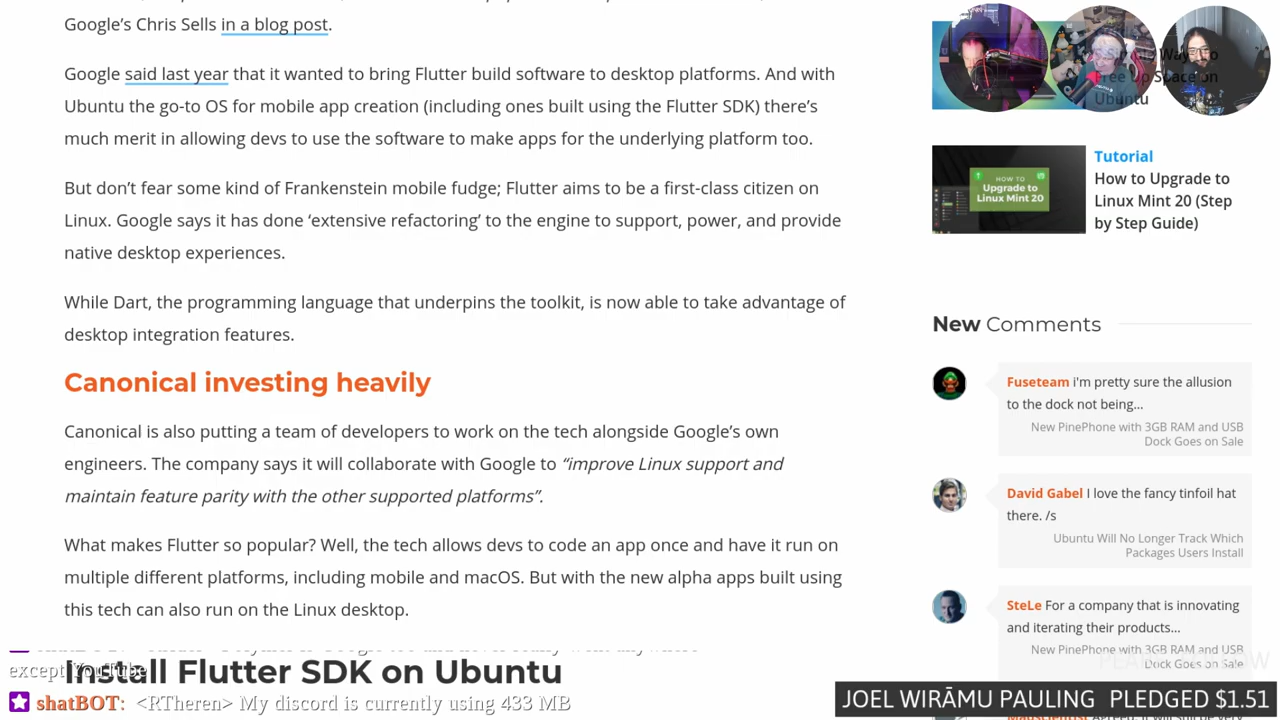 Google's Chris Sells in a blog post.
Google said last year that it wanted to bring Flutter build software to desktop platforms. And with
Ubuntu the go-to OS for mobile app creation (including ones built using the Flutter SDK) there's
much merit in allowing devs to use the software to make apps for the underlying platform too.
But don't fear some kind of Frankenstein mobile fudge; Flutter aims to be a first-class citizen on
Linux. Google says it has done ‘extensive refactoring’ to the engine to support, power, and provide
native desktop experiences.
While Dart, the programming language that underpins the toolkit, is now able to take advantage of
desktop integration features.
Canonical investing heavily
Canonical is also putting a team of developers to work on the tech alongside Google's own
engineers. The company says it will collaborate with Google to “improve Linux support and
maintain feature parity with the other supported platforms”.
What makes Flutter so popular? Well, the tech allows devs to code an app once and have it run on
multiple different platforms, including mobile and macOS. But with the new alpha apps built using
this tech can also run on the Linux desktop.
except YouTube
Install Flutter SDK on Ubuntu
shatBOT: <RTheren> My discord is currently using 433 MB
to
Free Up Space on
Ubuntu
HOW TO
Upgrade to
Linux Mint 20
Tutorial
How to Upgrade to
Linux Mint 20 (Step
by Step Guide)
New Comments
Fuseteam i'm pretty sure the allusion
to the dock not being...
New PinePhone with 3GB RAM and USB
Dock Goes on Sale
David Gabel I love the fancy tinfoil hat
there. /s
Ubuntu Will No Longer Track Which
Packages Users Install
SteLe For a company that is innovating
and iterating their products...
New PinePhone with 3GB RAM and USB
Dock Goes on Sale
JOEL WIRĀMU PAULING PLEDGED $1.51